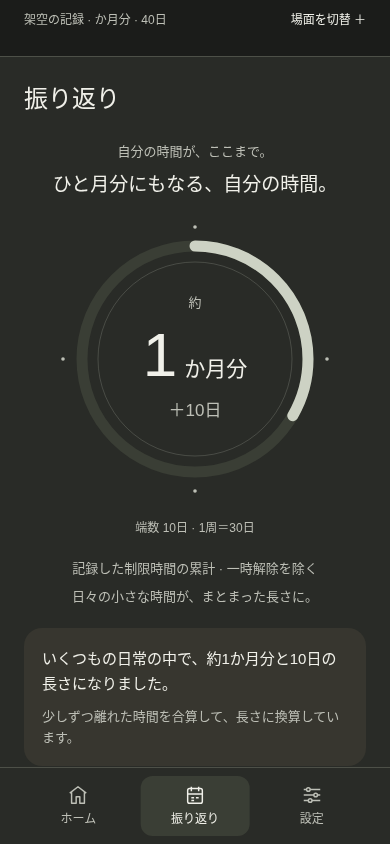 架空の記録 · か月分 · 40日
場面を切替 ＋
振り返り
自分の時間が、ここまで。
ひと月分にもなる、自分の時間。
約
1 か月分
＋10日
端数 10日 · 1周＝30日
記録した制限時間の累計 · 一時解除を除く
日々の小さな時間が、まとまった長さに。
いくつもの日常の中で、約1か月分と10日の
長さになりました。
少しずつ離れた時間を合算して、長さに換算してい
ます。
ホーム
振り返り
設定